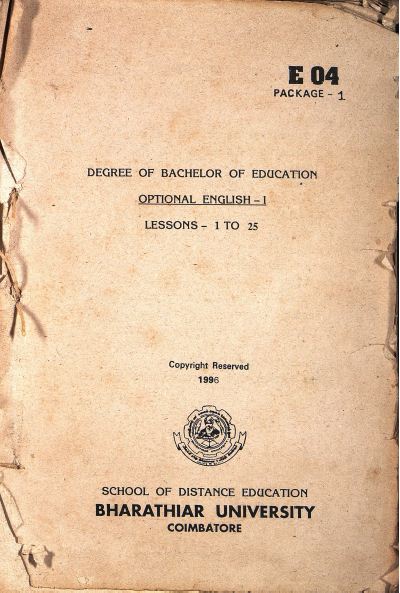 E 04
PACKAGE - 1
DEGREE OF BACHELOR OF EDUCATION
OPTIONAL ENGLISH - I
LESSONS - 1 TO 25
Copyright Reserved
1996
SCHOOL OF DISTANCE EDUCATION
BHARATHIAR UNIVERSITY
COIMBATORE